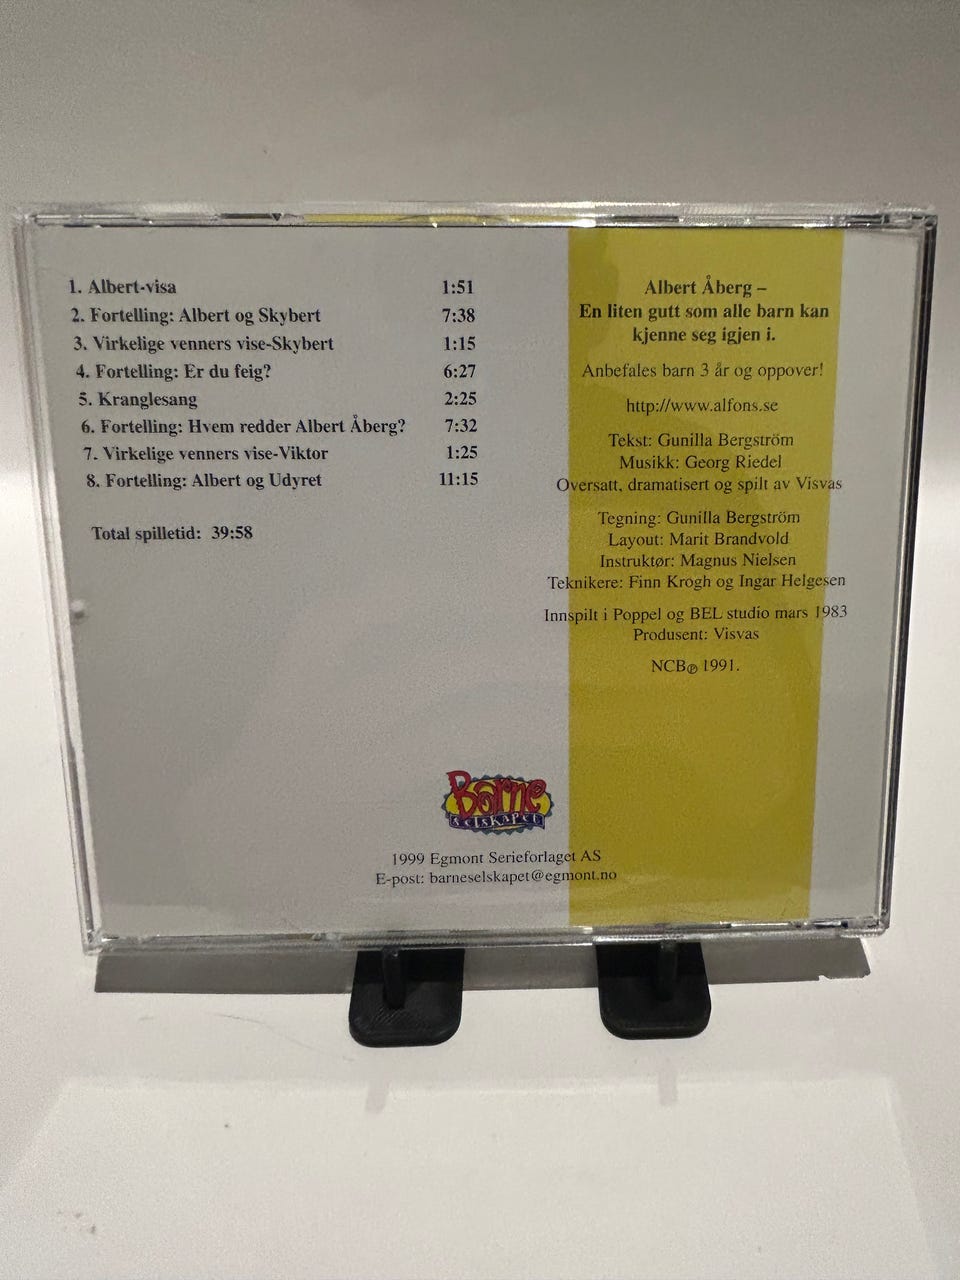 1. Albert-visa 1:51
2. Fortelling: Albert og Skybert 7:38
3. Virkelige venners vise-Skybert 1:15
4. Fortelling: Er du feig? 6:27
5. Kranglesang 2:25
6. Fortelling: Hvem redder Albert Åberg? 7:32
7. Virkelige venners vise-Viktor 1:25
8. Fortelling: Albert og Udyret 11:15
Total spilletid: 39:58
Albert Åberg –
En liten gutt som alle barn kan
kjenne seg igjen i.
Anbefales barn 3 år og oppover!
http://www.alfons.se
Tekst: Gunilla Bergström
Musikk: Georg Riedel
Oversatt, dramatisert og spilt av Visvas
Tegning: Gunilla Bergström
Layout: Marit Brandvold
Instruktør: Magnus Nielsen
Teknikere: Finn Krogh og Ingar Helgesen
Innspilt i Poppel og BEL studio mars 1983
Produsent: Visvas
NCB℗ 1991.
Barne
selskapet
1999 Egmont Serieforlaget AS
E-post: barneselskapet@egmont.no